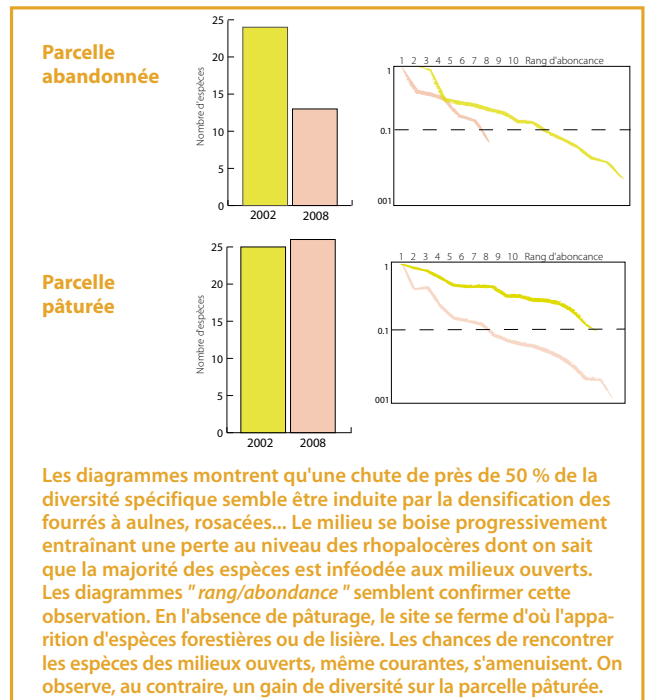 Parcelle
abandonnée
Nombre d'espèces
25
20
15
10
5
0
2002 2008
1 2 3 4 5 6 7 8 9 10 Rang d'aboncance
1
0.1
001
Parcelle
pâturée
Nombre d'espèces
25
20
15
10
5
0
2002 2008
1 2 3 4 5 6 7 8 9 10 Rang d'aboncance
1
0.1
001
Les diagrammes montrent qu'une chute de près de 50 % de la
diversité spécifique semble être induite par la densification des
fourrés à aulnes, rosacées... Le milieu se boise progressivement
entraînant une perte au niveau des rhopalocères dont on sait
que la majorité des espèces est inféodée aux milieux ouverts.
Les diagrammes "rang/abondance" semblent confirmer cette
observation. En l'absence de pâturage, le site se ferme d'où l'appa-
rition d'espèces forestières ou de lisière. Les chances de rencontrer
les espèces des milieux ouverts, même courantes, s'amenuisent. On
observe, au contraire, un gain de diversité sur la parcelle pâturée.